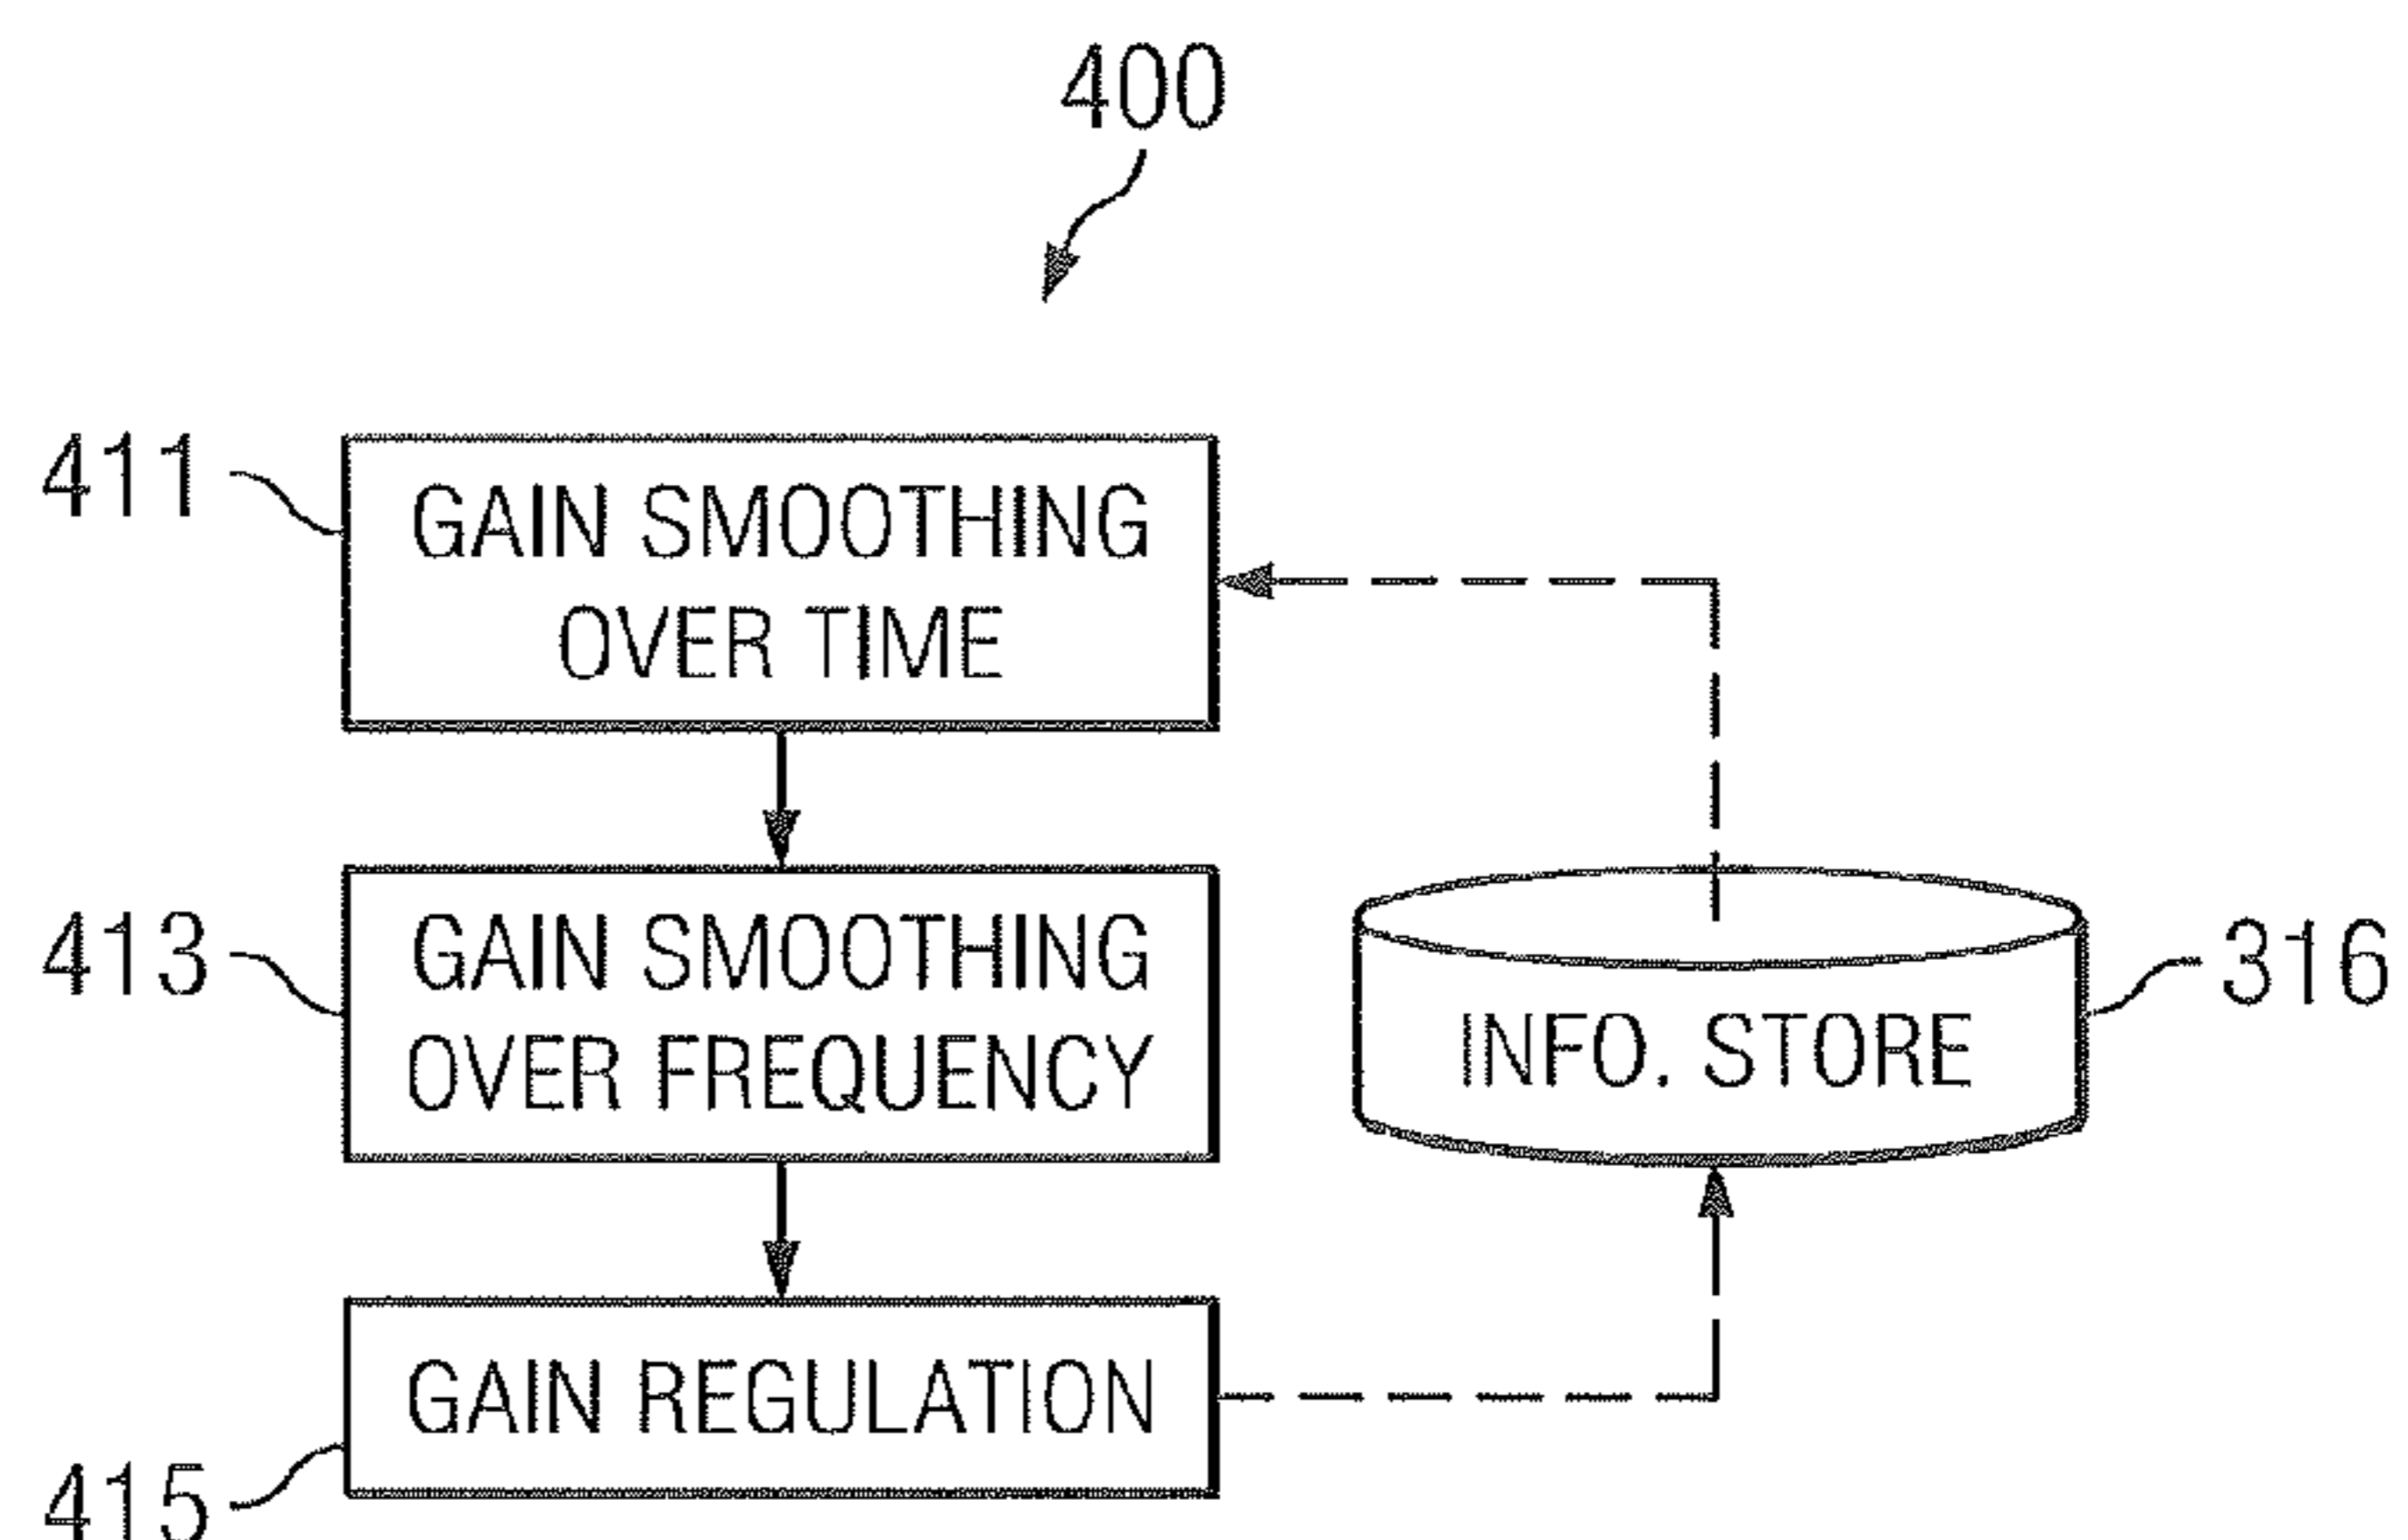 400
411
GAIN SMOOTHING
OVER TIME
413
GAIN SMOOTHING
OVER FREQUENCY
INFO. STORE
316
GAIN REGULATION
415